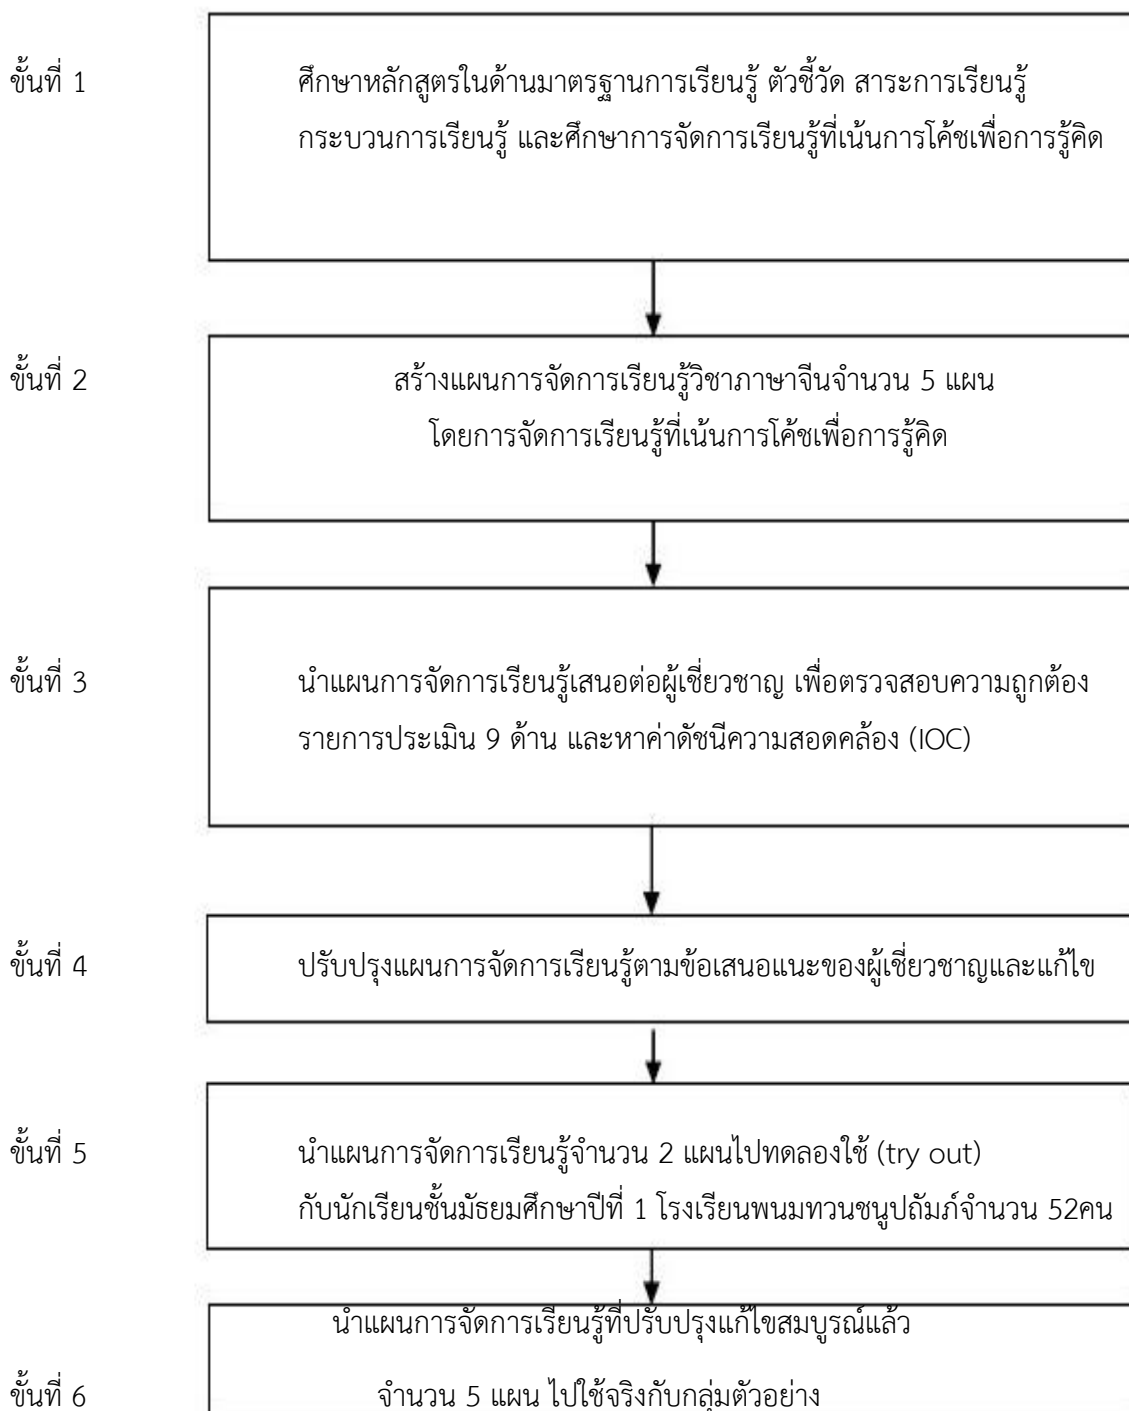 ขั้นที่ 1
ศึกษาหลักสูตรในด้านมาตรฐานการเรียนรู้ ตัวชี้วัด สาระการเรียนรู้
กระบวนการเรียนรู้ และศึกษาการจัดการเรียนรู้ที่เน้นการโค้ชเพื่อการรู้คิด
ขั้นที่ 2
สร้างแผนการจัดการเรียนรู้วิชาภาษาจีนจำนวน 5 แผน
โดยการจัดการเรียนรู้ที่เน้นการโค้ชเพื่อการรู้คิด
ขั้นที่ 3
นำแผนการจัดการเรียนรู้เสนอต่อผู้เชี่ยวชาญ เพื่อตรวจสอบความถูกต้อง
รายการประเมิน 9 ด้าน และหาค่าดัชนีความสอดคล้อง (IOC)
ขั้นที่ 4
ปรับปรุงแผนการจัดการเรียนรู้ตามข้อเสนอแนะของผู้เชี่ยวชาญและแก้ไข
ขั้นที่ 5
นำแผนการจัดการเรียนรู้จำนวน 2 แผนไปทดลองใช้ (try out)
กับนักเรียนชั้นมัธยมศึกษาปีที่ 1 โรงเรียนพนมทวนชนูปถัมภ์จำนวน 52คน
นำแผนการจัดการเรียนรู้ที่ปรับปรุงแก้ไขสมบูรณ์แล้ว
ขั้นที่ 6
จำนวน 5 แผน ไปใช้จริงกับกลุ่มตัวอย่าง